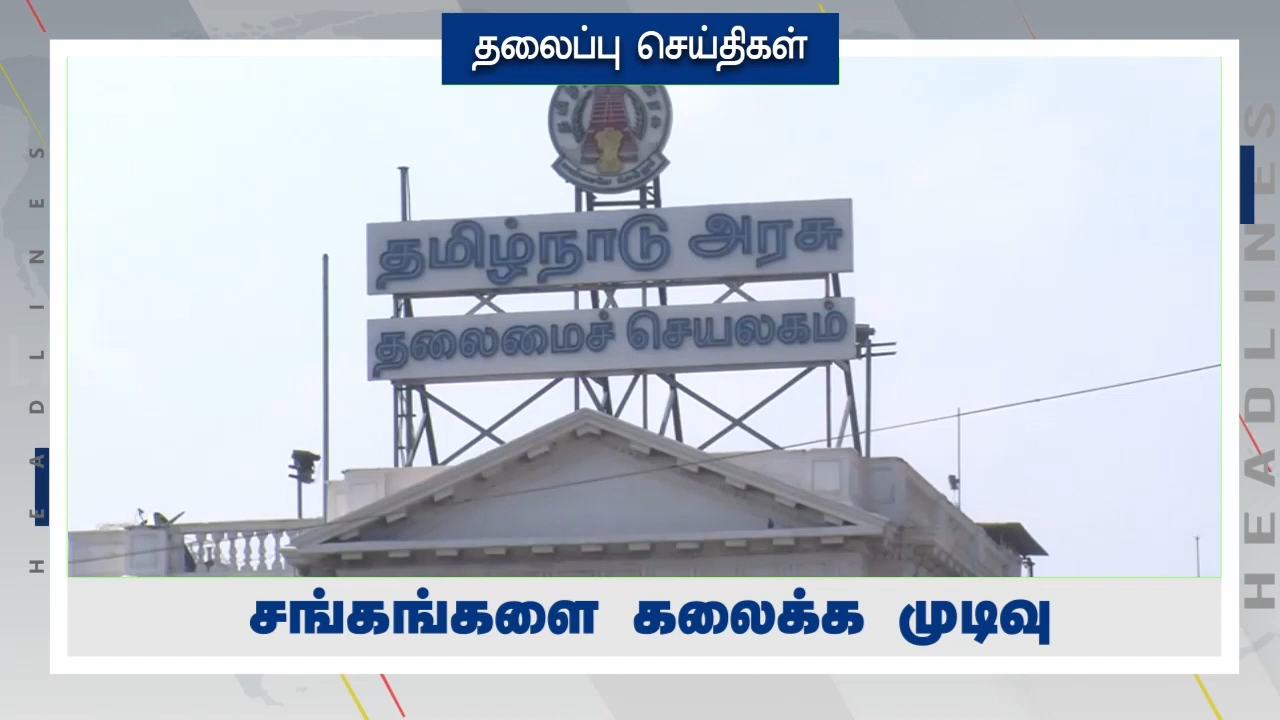 தலைப்பு செய்திகள்
தமிழ்நாடு அரசு
தலைமைச் செயலகம்
சங்கங்களை கலைக்க முடிவு
HEADLINES
HEADLINES